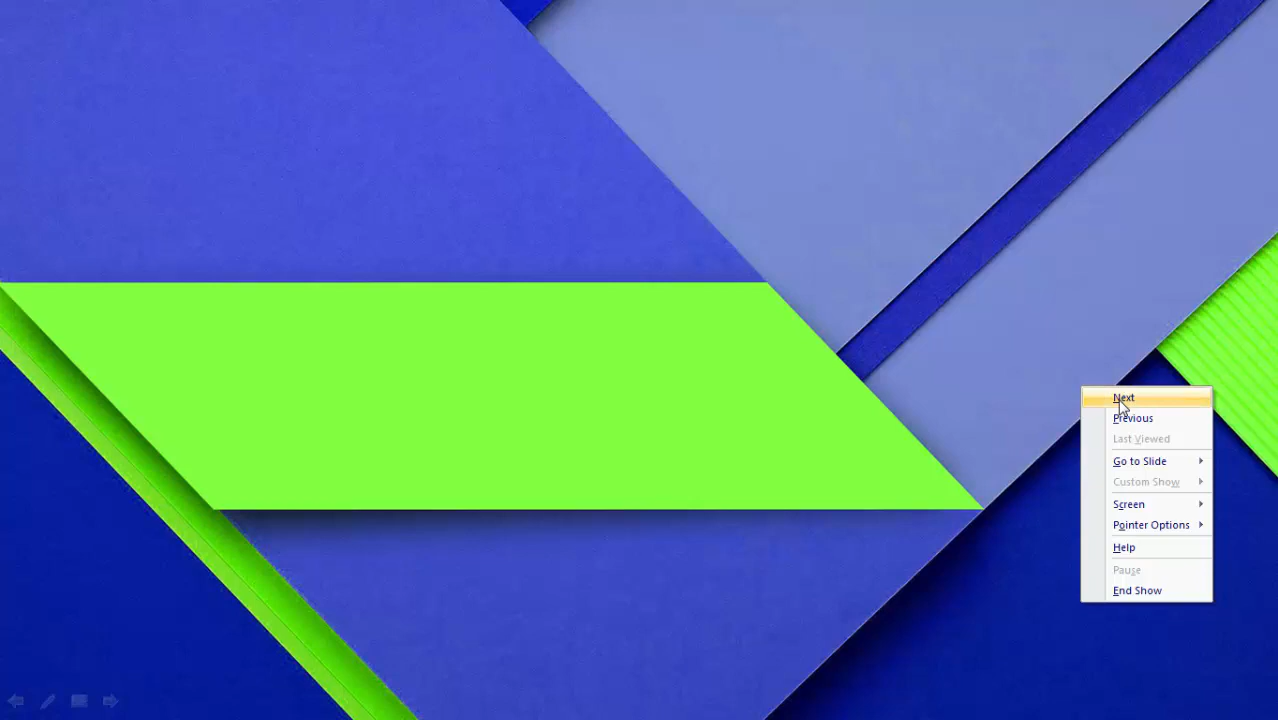 Next
Previous
Last Viewed
Go to Slide
Custom Show
Screen
Pointer Options
Help
Pause
End Show